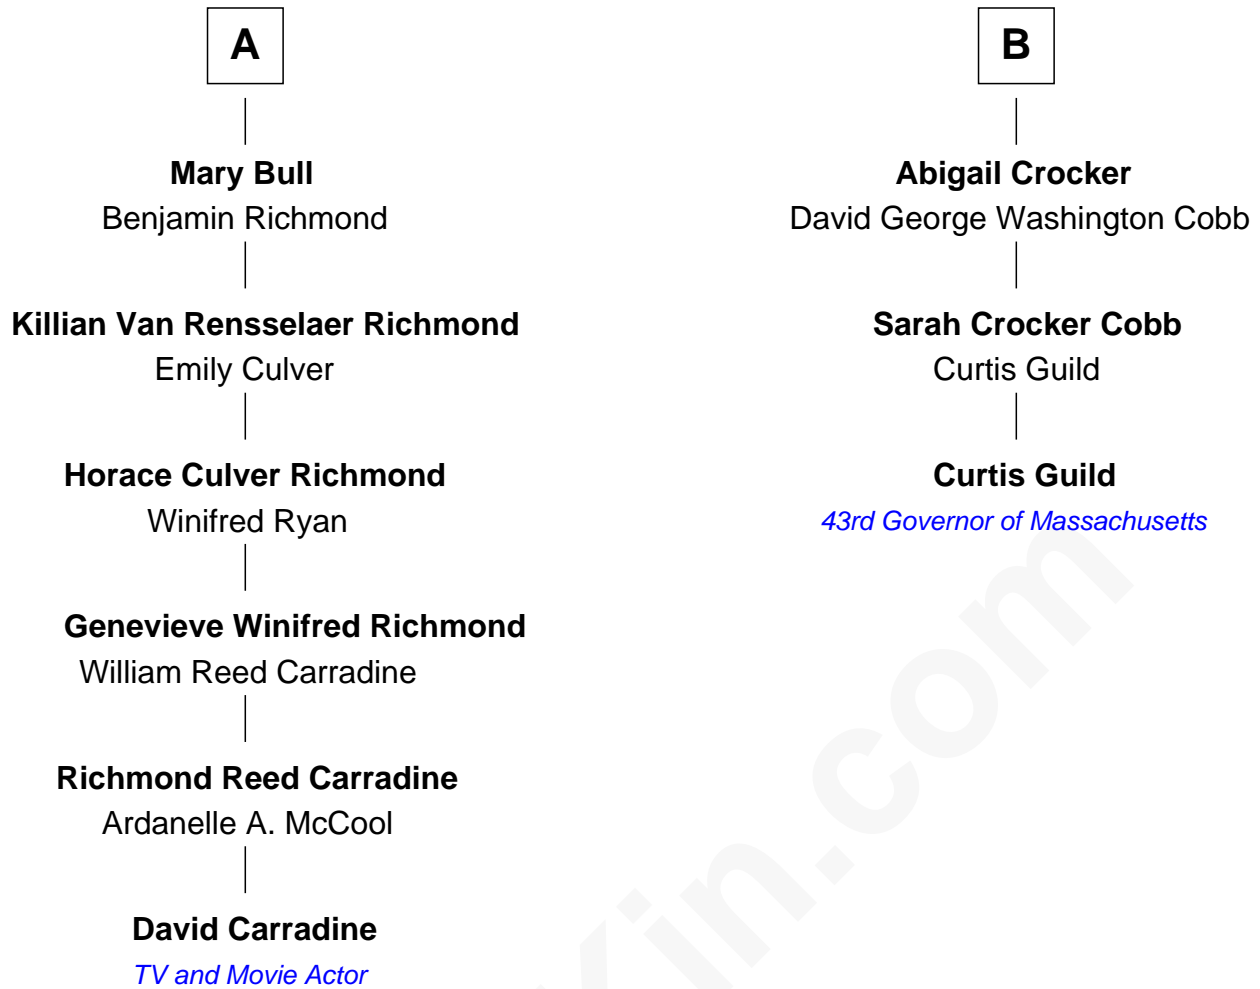 A
Mary Bull
Benjamin Richmond
Killian Van Rensselaer Richmond
Emily Culver
Horace Culver Richmond
Winifred Ryan
Genevieve Winifred Richmond
William Reed Carradine
Richmond Reed Carradine
Ardanelle A. McCool
David Carradine
TV and Movie Actor
B
Abigail Crocker
David George Washington Cobb
Sarah Crocker Cobb
Curtis Guild
Curtis Guild
43rd Governor of Massachusetts
Kin.com